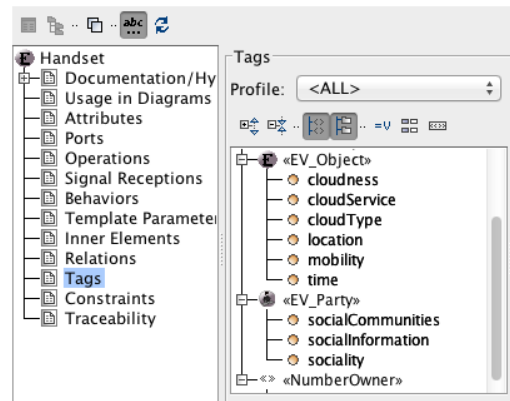 abc
Handset
Documentation/Hy
Usage in Diagrams
Attributes
Ports
Operations
Signal Receptions
Behaviors
Template Parameter
Inner Elements
Relations
Tags
Constraints
Traceability
Tags
Profile: <ALL>
=V
«EV_Object»
cloudness
cloudService
cloudType
location
mobility
time
«EV_Party»
socialCommunities
socialInformation
sociality
«NumberOwner»